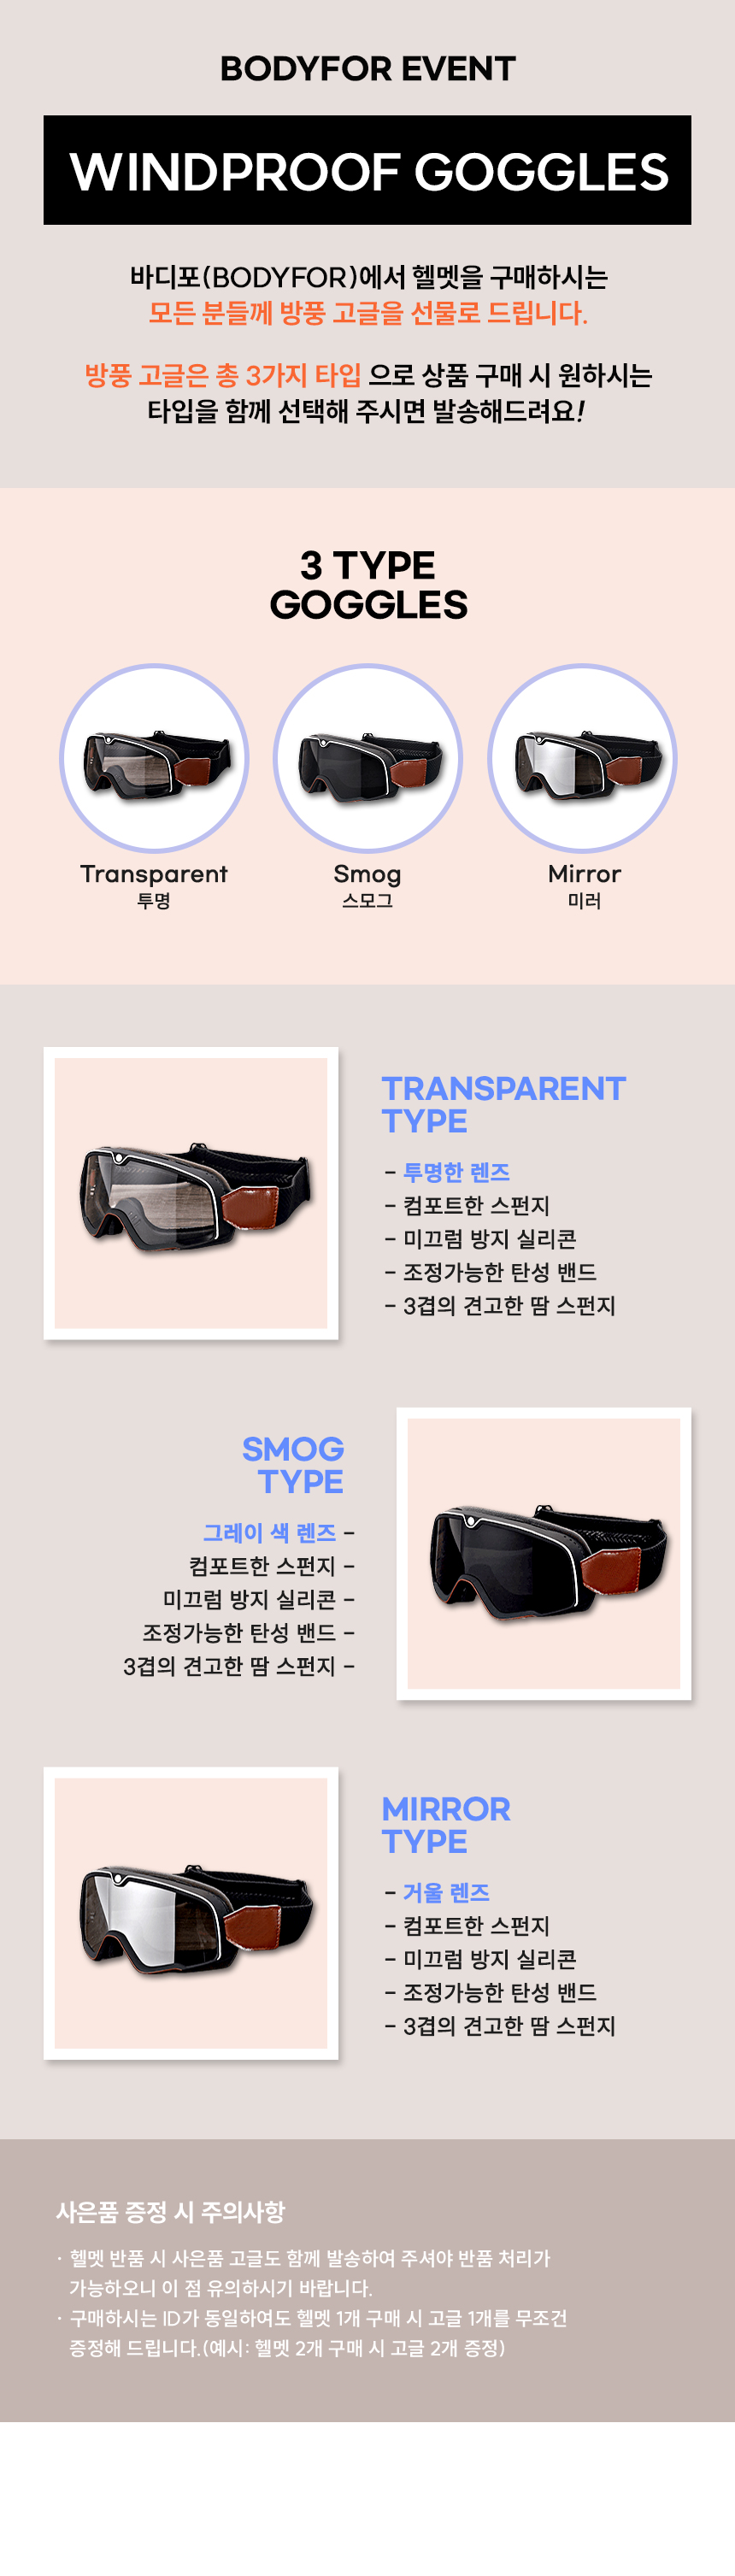 BODYFOR EVENT
WINDPROOF GOGGLES
바디포(BODYFOR)에서 헬멧을 구매하시는
모든 분들께 방풍 고글을 선물로 드립니다.
방풍 고글은 총 3가지 타입 으로 상품 구매 시 원하시는
타입을 함께 선택해 주시면 발송해드려요!
3 TYPE
GOGGLES
Transparent
투명
Smog
스모그
Mirror
미러
TRANSPARENT
TYPE
- 투명한 렌즈
- 컴포트한 스펀지
- 미끄럼 방지 실리콘
- 조정가능한 탄성 밴드
- 3겹의 견고한 땀 스펀지
SMOG
TYPE
그레이 색 렌즈 -
컴포트한 스펀지 -
미끄럼 방지 실리콘 -
조정가능한 탄성 밴드 -
3겹의 견고한 땀 스펀지 -
MIRROR
TYPE
- 거울 렌즈
- 컴포트한 스펀지
- 미끄럼 방지 실리콘
- 조정가능한 탄성 밴드
- 3겹의 견고한 땀 스펀지
사은품 증정 시 주의사항
· 헬멧 반품 시 사은품 고글도 함께 발송하여 주셔야 반품 처리가
가능하오니 이 점 유의하시기 바랍니다.
· 구매하시는 ID가 동일하여도 헬멧 1개 구매 시 고글 1개를 무조건
증정해 드립니다.(예시: 헬멧 2개 구매 시 고글 2개 증정)